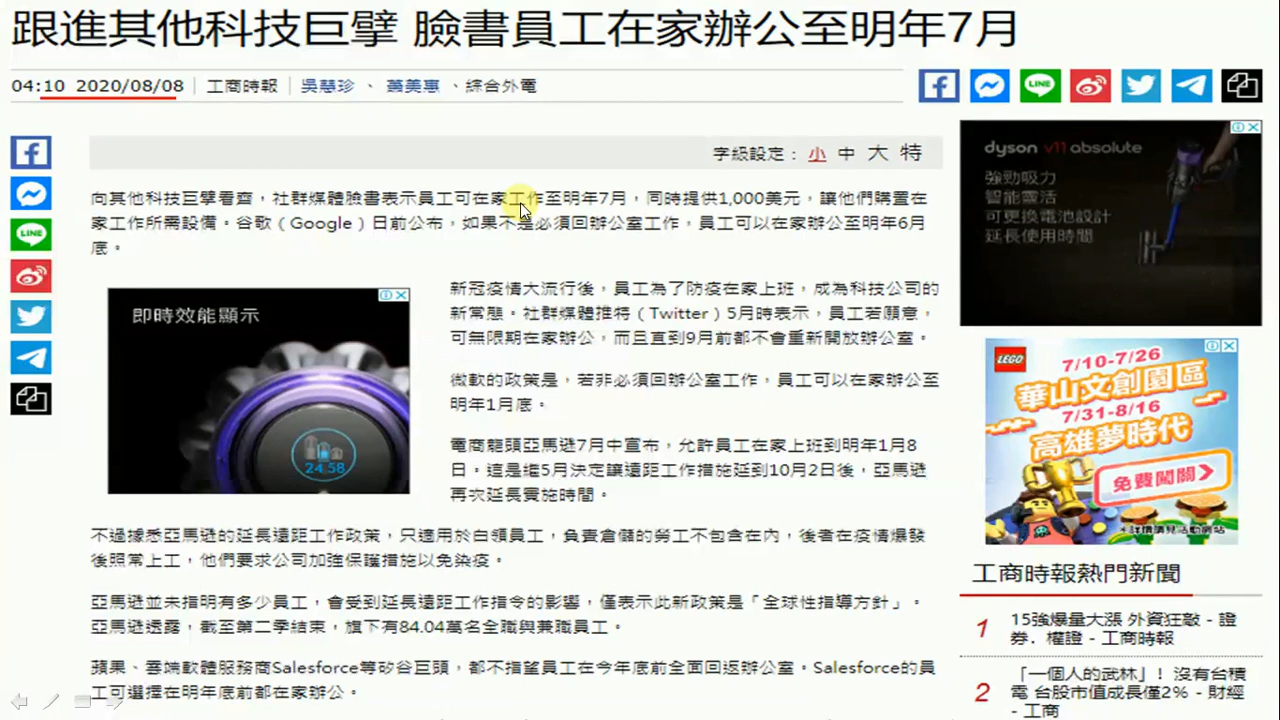 跟進其他科技巨擘 臉書員工在家辦公至明年7月
04:10 2020/08/08 | 工商時報 | 吳慧珍 、 蕭美惠 、綜合外電
字級設定： 小 中 大 特
向其他科技巨擘看齊，社群媒體臉書表示員工可在家工作至明年7月，同時提供1,000美元，讓他們購置在
家工作所需設備。谷歌（Google）日前公布，如果不是必須回辦公室工作，員工可以在家辦公至明年6月
底。
即時效能顯示
24:58
新冠疫情大流行後，員工為了防疫在家上班，成為科技公司的
新常態。社群媒體推特（Twitter）5月時表示，員工若願意，
可無限期在家辦公，而且直到9月前都不會重新開放辦公室。
微軟的政策是，若非必須回辦公室工作，員工可以在家辦公至
明年1月底。
電商龍頭亞馬遜7月中宣布，允許員工在家上班到明年1月8
日。這是繼5月決定讓遠距工作措施延到10月2日後，亞馬遜
再次延長實施時間。
不過據悉亞馬遜的延長遠距工作政策，只適用於白領員工，負責倉儲的勞工不包含在內，後者在疫情爆發
後照常上工，他們要求公司加強保護措施以免染疫。
亞馬遜並未指明有多少員工，會受到延長遠距工作指令的影響，僅表示此新政策是「全球性指導方針」。
亞馬遜透露，截至第二季結束，旗下有84.04萬名全職與兼職員工。
蘋果、雲端軟體服務商Salesforce等矽谷巨頭，都不指望員工在今年底前全面回返辦公室。Salesforce的員
工可選擇在明年底前都在家辦公。
dyson v11 absolute
強勁吸力
智能靈活
可更換電池設計
延長使用時間
LEGO
7/10-7/26
華山文創園區
7/31-8/16
高雄夢時代
免費闖關
*詳情請見活動網站
工商時報熱門新聞
1 15強爆量大漲 外資狂敲 - 證
券．權證 - 工商時報
2 「一個人的武林」！ 沒有台積
電 台股市值成長僅2% - 財經
- 工商